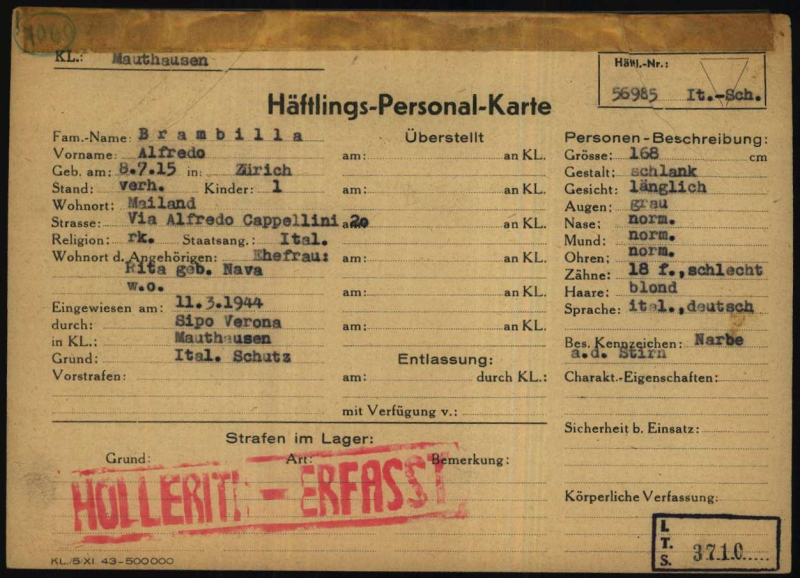 KL.: Mauthausen
Häftl.-Nr.:
56985 It.-Sch.
Häftlings-Personal-Karte
Fam.-Name: Brambilla
Vorname: Alfredo
Geb. am: 8.7.15 in: Zürich
Stand: verh. Kinder: 1
Wohnort: Mailand
Strasse: Via Alfredo Cappellini 20
Religion: rk. Staatsang.: Ital.
Wohnort d. Angehörigen: Ehefrau:
Rita geb. Nava
w.o.
Eingewiesen am: 11.3.1944
durch: Sipo Verona
in KL.: Mauthausen
Grund: Ital. Schutz
Vorstrafen:
Überstellt
am: an KL.
am: an KL.
am: an KL.
am: an KL.
am: an KL.
am: an KL.
Entlassung:
am: durch KL.:
mit Verfügung v.:
Personen-Beschreibung:
Grösse: 168 cm
Gestalt: schlank
Gesicht: länglich
Augen: grau
Nase: norm.
Mund: norm.
Ohren: norm.
Zähne: 18 f.,schlecht
Haare: blond
Sprache: ital.,deutsch
Bes. Kennzeichen: Narbe
a.d. Stirn
Charakt.-Eigenschaften:
Sicherheit b. Einsatz:
Körperliche Verfassung:
Strafen im Lager:
Grund: Art: Bemerkung:
HOLLERITH - ERFASST
I.
T.
S. 3710
KL./5/XI. 43-500000